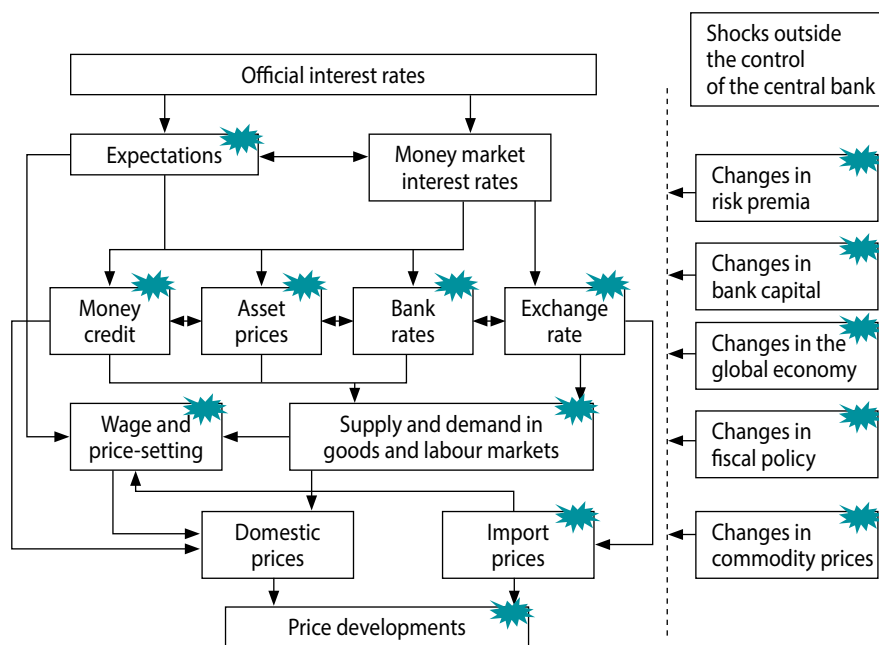 Official interest rates
Shocks outside
the control
of the central bank
Expectations
Money market
interest rates
Changes in
risk premia
Changes in
bank capital
Money
credit
Asset
prices
Bank
rates
Exchange
rate
Changes in the
global economy
Wage and
price-setting
Supply and demand in
goods and labour markets
Changes in
fiscal policy
Domestic
prices
Import
prices
Changes in
commodity prices
Price developments